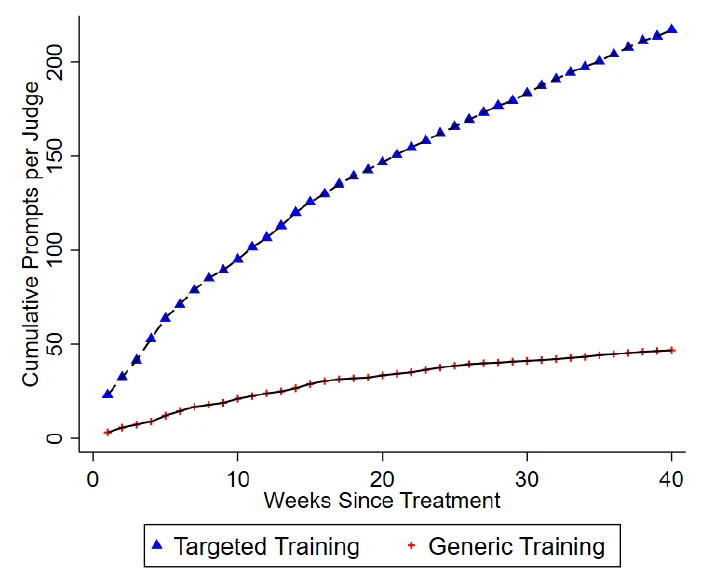 Cumulative Prompts per Judge
200
150
100
50
0
0 10 20 30 40
Weeks Since Treatment
Targeted Training Generic Training